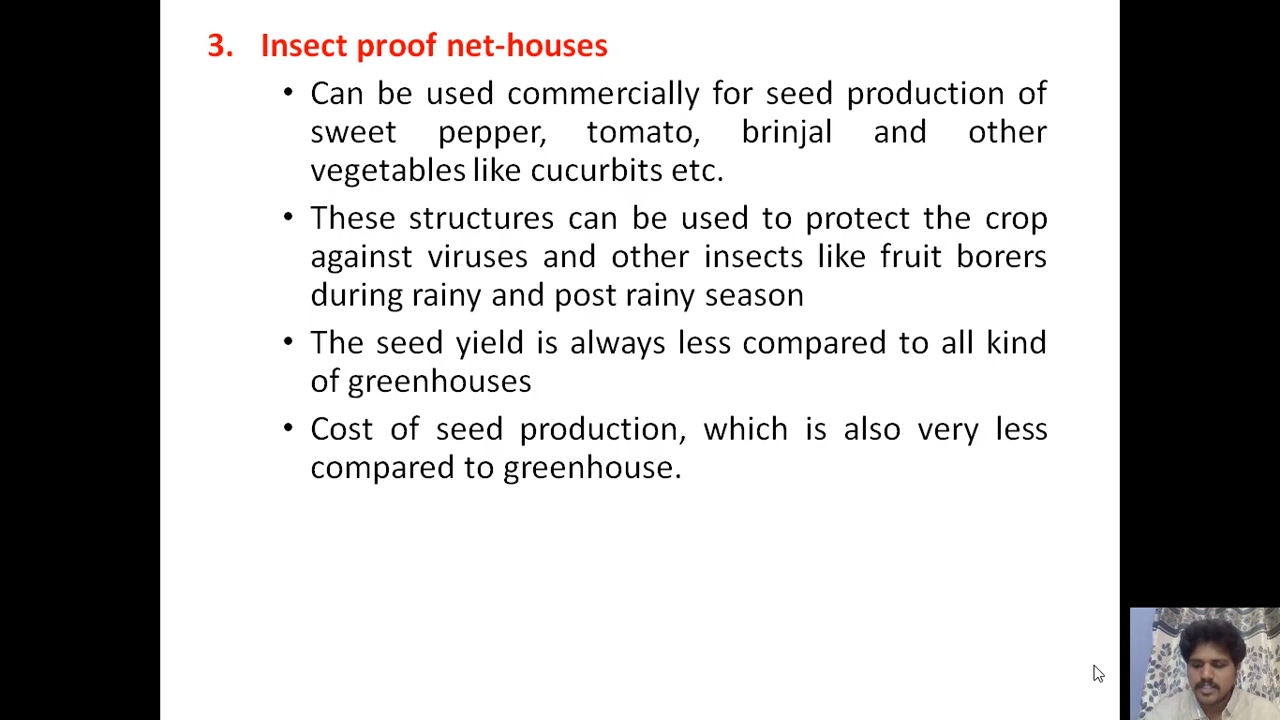 3. Insect proof net-houses
• Can be used commercially for seed production of
sweet pepper, tomato, brinjal and other
vegetables like cucurbits etc.
• These structures can be used to protect the crop
against viruses and other insects like fruit borers
during rainy and post rainy season
• The seed yield is always less compared to all kind
of greenhouses
• Cost of seed production, which is also very less
compared to greenhouse.